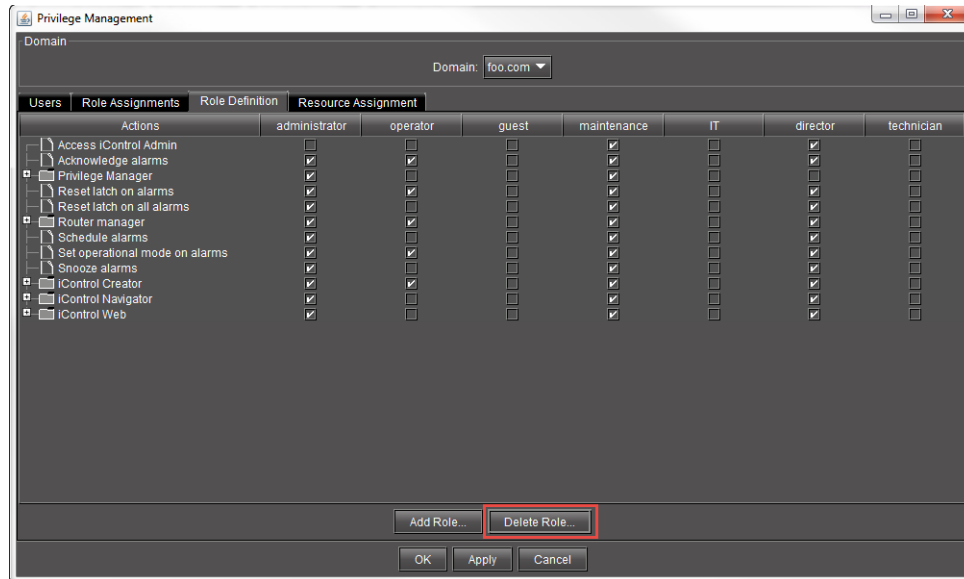 Privilege Management
Domain
Domain: foo.com
Users Role Assignments Role Definition Resource Assignment
Actions administrator operator guest maintenance IT director technician
Access iControl Admin
Acknowledge alarms
Privilege Manager
Reset latch on alarms
Reset latch on all alarms
Router manager
Schedule alarms
Set operational mode on alarms
Snooze alarms
iControl Creator
iControl Navigator
iControl Web
Add Role... Delete Role...
OK Apply Cancel